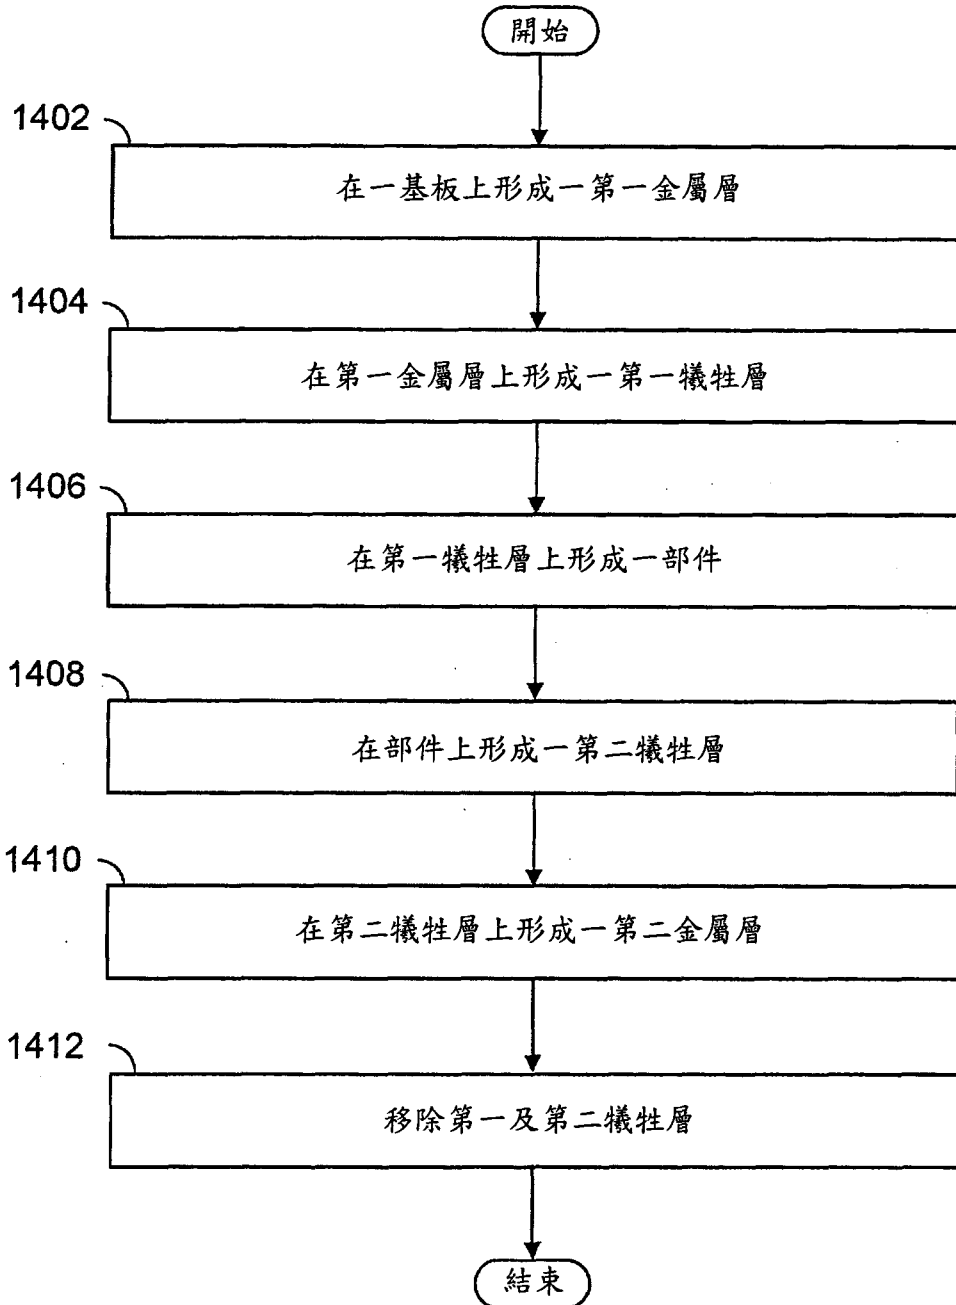 開始
1402
在一基板上形成一第一金屬層
1404
在第一金屬層上形成一第一犧牲層
1406
在第一犧牲層上形成一部件
1408
在部件上形成一第二犧牲層
1410
在第二犧牲層上形成一第二金屬層
1412
移除第一及第二犧牲層
結束